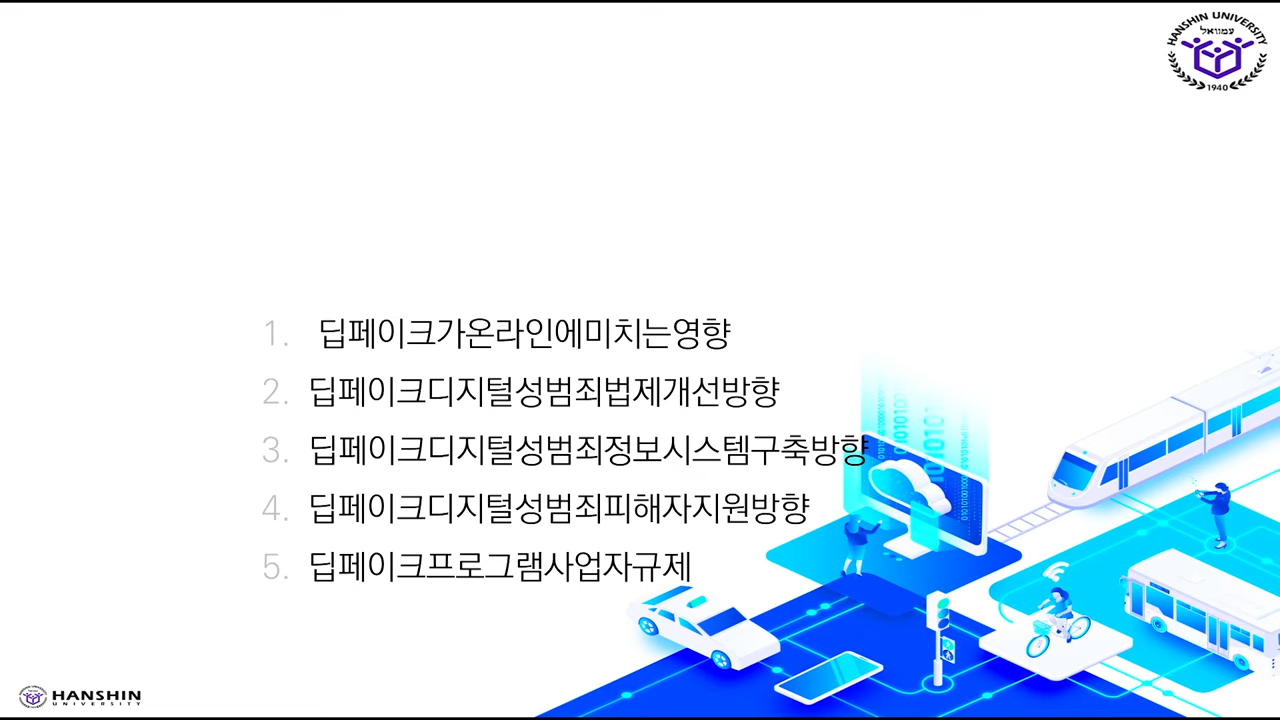 HANSHIN UNIVERSITY
עמוואל
1940
1. 딥페이크가온라인에미치는영향
2. 딥페이크디지털성범죄법제개선방향
3. 딥페이크디지털성범죄정보시스템구축방향
4. 딥페이크디지털성범죄피해자지원방향
5. 딥페이크프로그램사업자규제
HANSHIN
UNIVERSITY